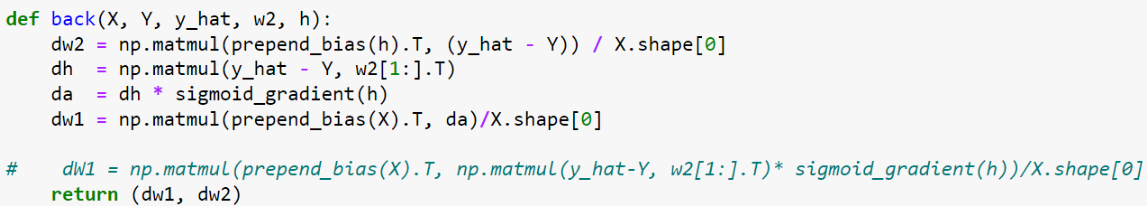 def back(X, Y, y_hat, w2, h):
    dw2 = np.matmul(prepend_bias(h).T, (y_hat - Y)) / X.shape[0]
    dh  = np.matmul(y_hat - Y, w2[1:].T)
    da  = dh * sigmoid_gradient(h)
    dw1 = np.matmul(prepend_bias(X).T, da)/X.shape[0]
#    dW1 = np.matmul(prepend_bias(X).T, np.matmul(y_hat-Y, w2[1:].T)* sigmoid_gradient(h))/X.shape[0]
    return (dw1, dw2)